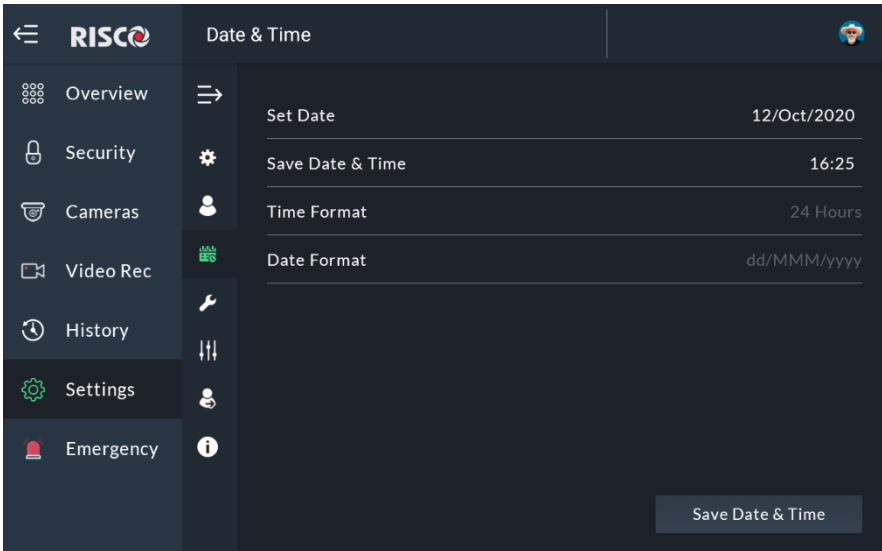 RISCO
Date & Time
Overview
Security
Cameras
Video Rec
History
Settings
Emergency
Set Date 12/Oct/2020
Save Date & Time 16:25
Time Format 24 Hours
Date Format dd/MMM/yyyy
Save Date & Time